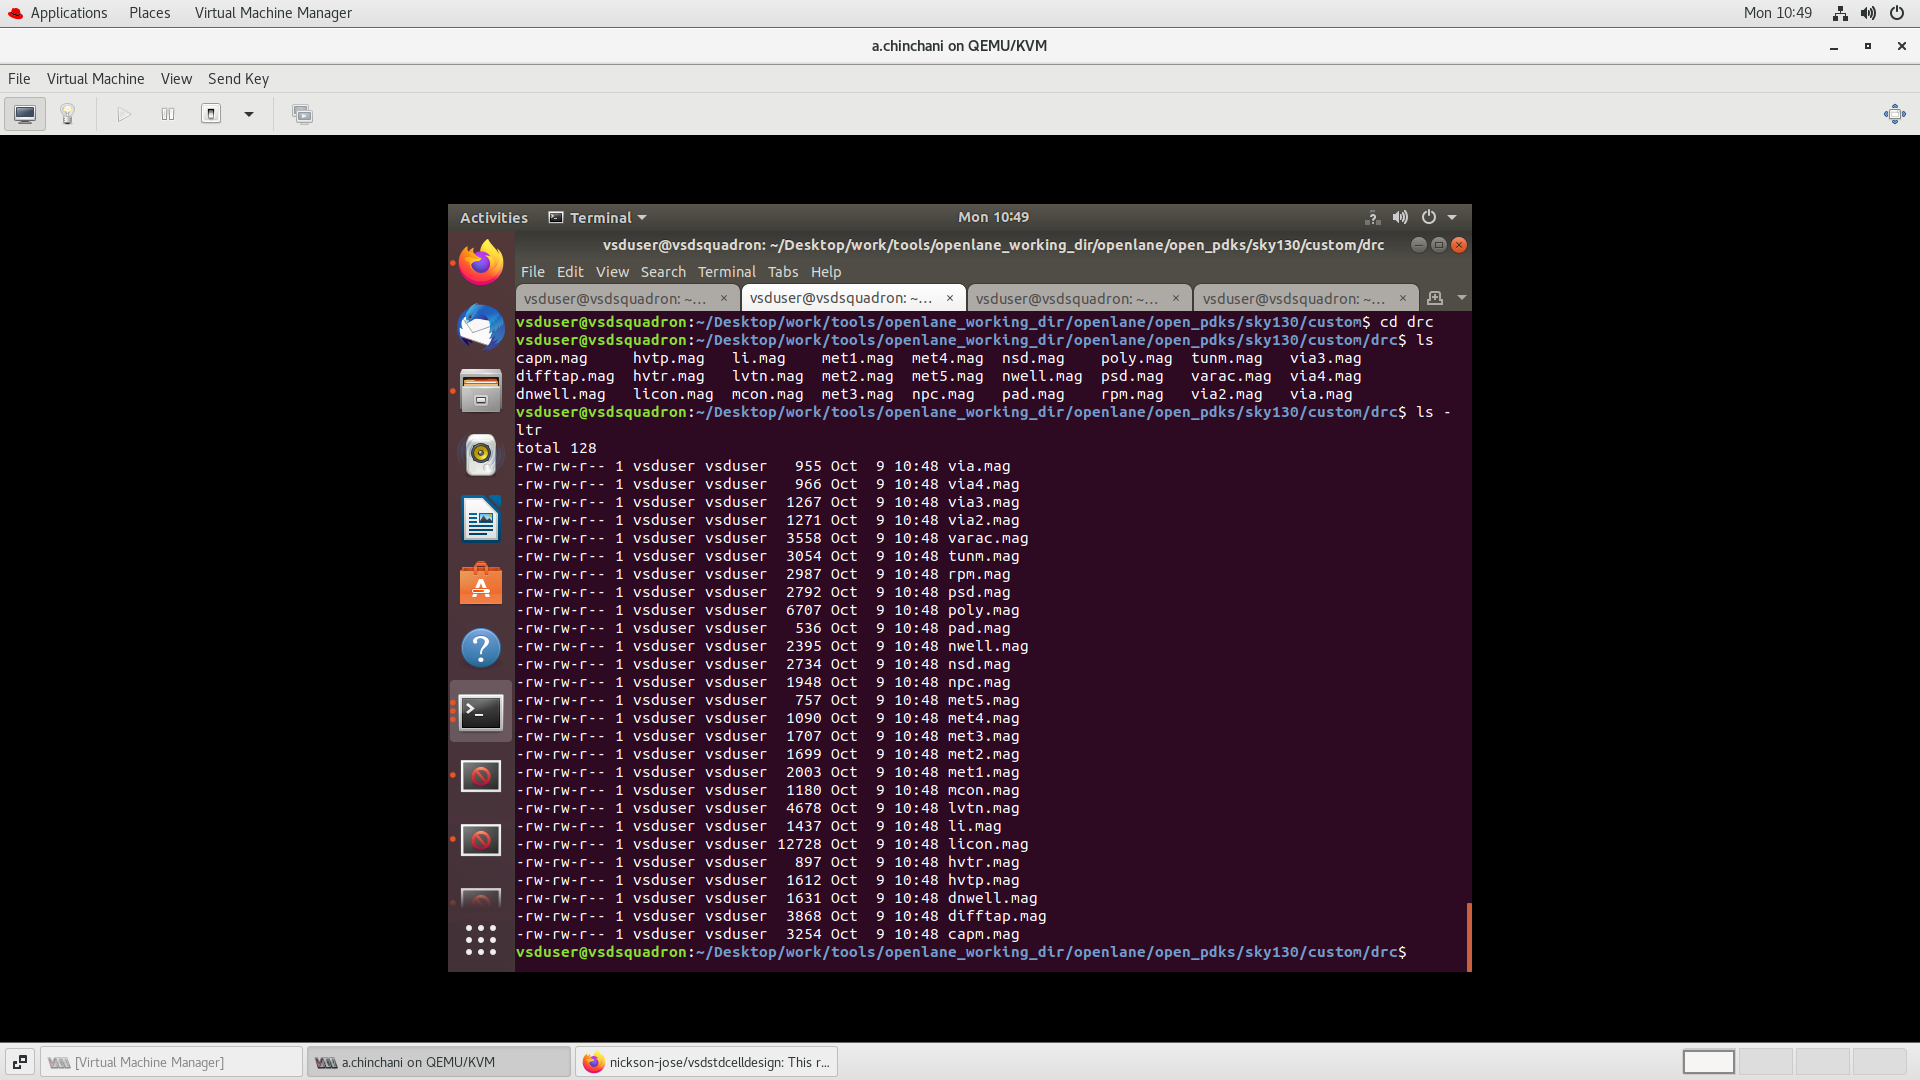 Applications Places Virtual Machine Manager Mon 10:49
a.chinchani on QEMU/KVM
File Virtual Machine View Send Key
Activities Terminal Mon 10:49
vsduser@vsdsquadron: ~/Desktop/work/tools/openlane_working_dir/openlane/open_pdks/sky130/custom/drc
File Edit View Search Terminal Tabs Help
vsduser@vsdsquadron: ~... × vsduser@vsdsquadron: ~... × vsduser@vsdsquadron: ~... × vsduser@vsdsquadron: ~... ×
vsduser@vsdsquadron:~/Desktop/work/tools/openlane_working_dir/openlane/open_pdks/sky130/custom$ cd drc
vsduser@vsdsquadron:~/Desktop/work/tools/openlane_working_dir/openlane/open_pdks/sky130/custom/drc$ ls
capm.mag hvtp.mag li.mag met1.mag met4.mag nsd.mag poly.mag tunm.mag via3.mag
difftap.mag hvtr.mag lvtn.mag met2.mag met5.mag nwell.mag psd.mag varac.mag via4.mag
dnwell.mag licon.mag mcon.mag met3.mag npc.mag pad.mag rpm.mag via2.mag via.mag
vsduser@vsdsquadron:~/Desktop/work/tools/openlane_working_dir/openlane/open_pdks/sky130/custom/drc$ ls -
ltr
total 128
-rw-rw-r-- 1 vsduser vsduser 955 Oct 9 10:48 via.mag
-rw-rw-r-- 1 vsduser vsduser 966 Oct 9 10:48 via4.mag
-rw-rw-r-- 1 vsduser vsduser 1267 Oct 9 10:48 via3.mag
-rw-rw-r-- 1 vsduser vsduser 1271 Oct 9 10:48 via2.mag
-rw-rw-r-- 1 vsduser vsduser 3558 Oct 9 10:48 varac.mag
-rw-rw-r-- 1 vsduser vsduser 3054 Oct 9 10:48 tunm.mag
-rw-rw-r-- 1 vsduser vsduser 2987 Oct 9 10:48 rpm.mag
-rw-rw-r-- 1 vsduser vsduser 2792 Oct 9 10:48 psd.mag
-rw-rw-r-- 1 vsduser vsduser 6707 Oct 9 10:48 poly.mag
-rw-rw-r-- 1 vsduser vsduser 536 Oct 9 10:48 pad.mag
-rw-rw-r-- 1 vsduser vsduser 2395 Oct 9 10:48 nwell.mag
-rw-rw-r-- 1 vsduser vsduser 2734 Oct 9 10:48 nsd.mag
-rw-rw-r-- 1 vsduser vsduser 1948 Oct 9 10:48 npc.mag
-rw-rw-r-- 1 vsduser vsduser 757 Oct 9 10:48 met5.mag
-rw-rw-r-- 1 vsduser vsduser 1090 Oct 9 10:48 met4.mag
-rw-rw-r-- 1 vsduser vsduser 1707 Oct 9 10:48 met3.mag
-rw-rw-r-- 1 vsduser vsduser 1699 Oct 9 10:48 met2.mag
-rw-rw-r-- 1 vsduser vsduser 2003 Oct 9 10:48 met1.mag
-rw-rw-r-- 1 vsduser vsduser 1180 Oct 9 10:48 mcon.mag
-rw-rw-r-- 1 vsduser vsduser 4678 Oct 9 10:48 lvtn.mag
-rw-rw-r-- 1 vsduser vsduser 1437 Oct 9 10:48 li.mag
-rw-rw-r-- 1 vsduser vsduser 12728 Oct 9 10:48 licon.mag
-rw-rw-r-- 1 vsduser vsduser 897 Oct 9 10:48 hvtr.mag
-rw-rw-r-- 1 vsduser vsduser 1612 Oct 9 10:48 hvtp.mag
-rw-rw-r-- 1 vsduser vsduser 1631 Oct 9 10:48 dnwell.mag
-rw-rw-r-- 1 vsduser vsduser 3868 Oct 9 10:48 difftap.mag
-rw-rw-r-- 1 vsduser vsduser 3254 Oct 9 10:48 capm.mag
vsduser@vsdsquadron:~/Desktop/work/tools/openlane_working_dir/openlane/open_pdks/sky130/custom/drc$
[Virtual Machine Manager] a.chinchani on QEMU/KVM nickson-jose/vsdstdcelldesign: This r...